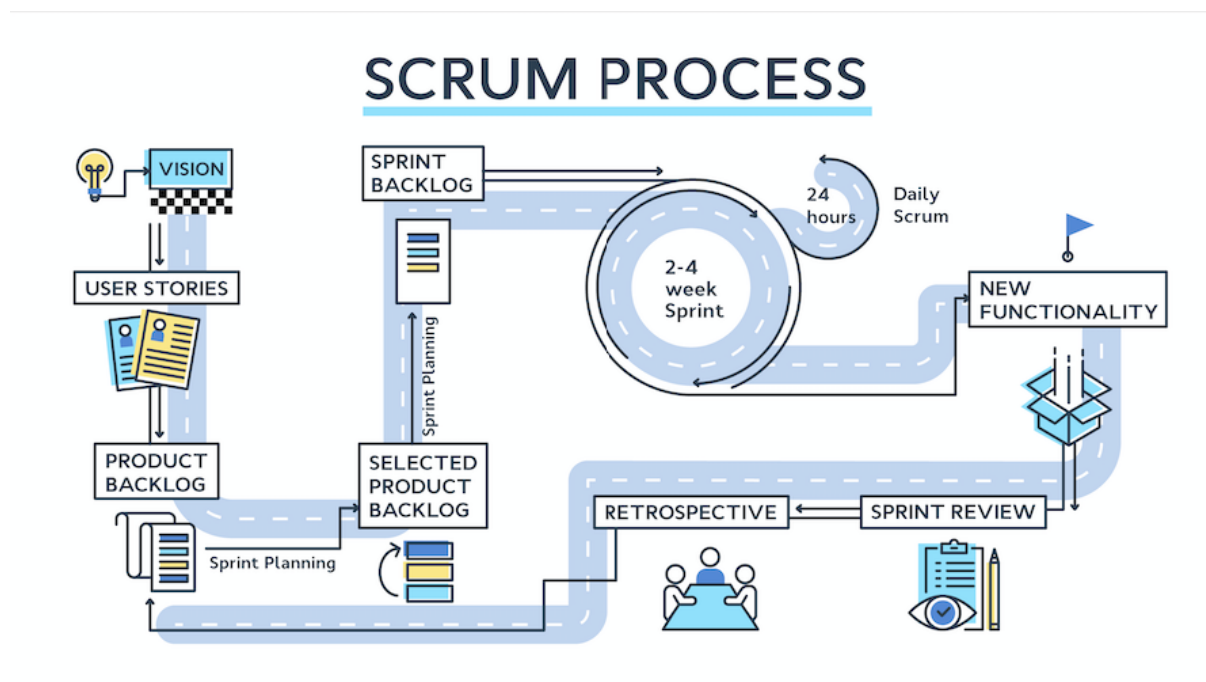 SCRUM PROCESS
VISION
USER STORIES
PRODUCT
BACKLOG
Sprint Planning
SELECTED
PRODUCT
BACKLOG
Sprint Planning
SPRINT
BACKLOG
2-4
week
Sprint
24
hours
Daily
Scrum
NEW
FUNCTIONALITY
SPRINT REVIEW
RETROSPECTIVE